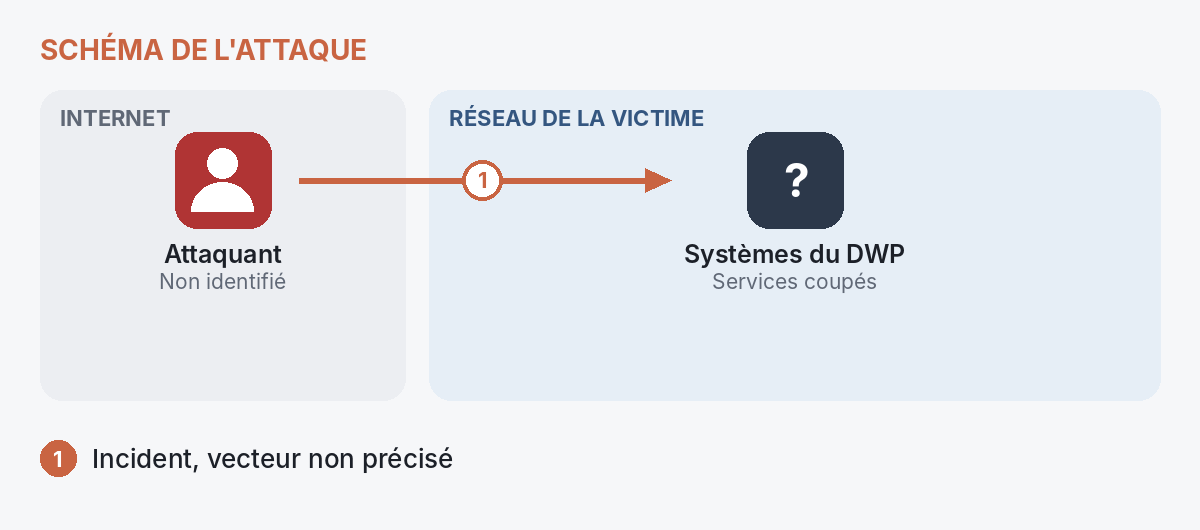 SCHÉMA DE L'ATTAQUE
INTERNET
RÉSEAU DE LA VICTIME
1
?
Attaquant
Non identifié
Systèmes du DWP
Services coupés
1 Incident, vecteur non précisé